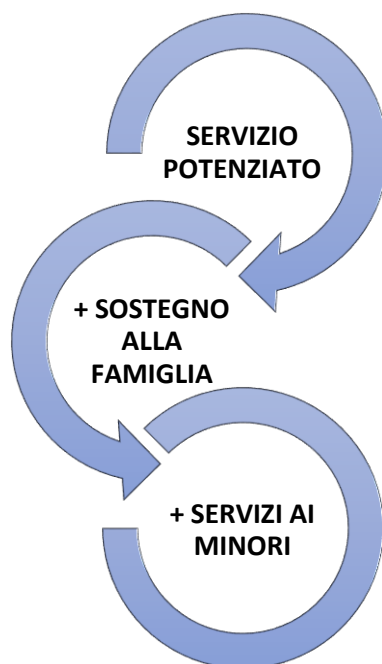 SERVIZIO
POTENZIATO
+ SOSTEGNO
ALLA
FAMIGLIA
+ SERVIZI AI
MINORI